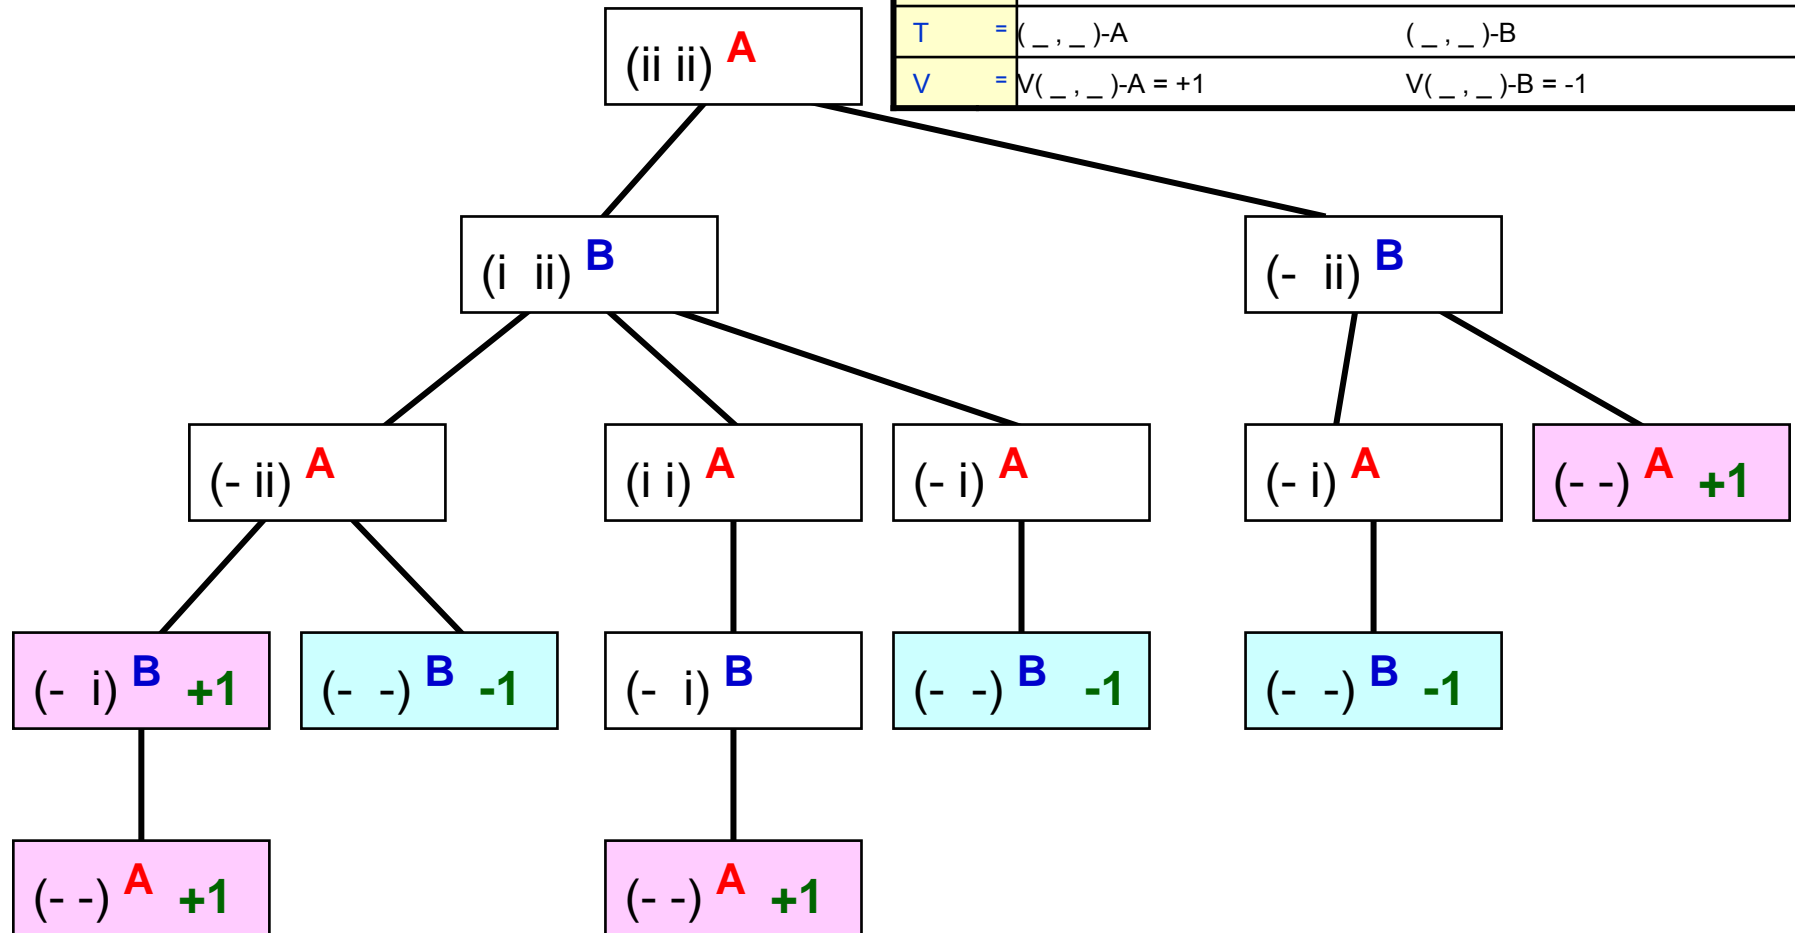 (ii ii) A
T = ( _ , _ )-A ( _ , _ )-B
V = V( _ , _ )-A = +1 V( _ , _ )-B = -1
(i ii) B
(- ii) B
(- ii) A
(i i) A
(- i) A
(- i) A
(- -) A +1
(- i) B +1
(- -) B -1
(- i) B
(- -) B -1
(- -) B -1
(- -) A +1
(- -) A +1